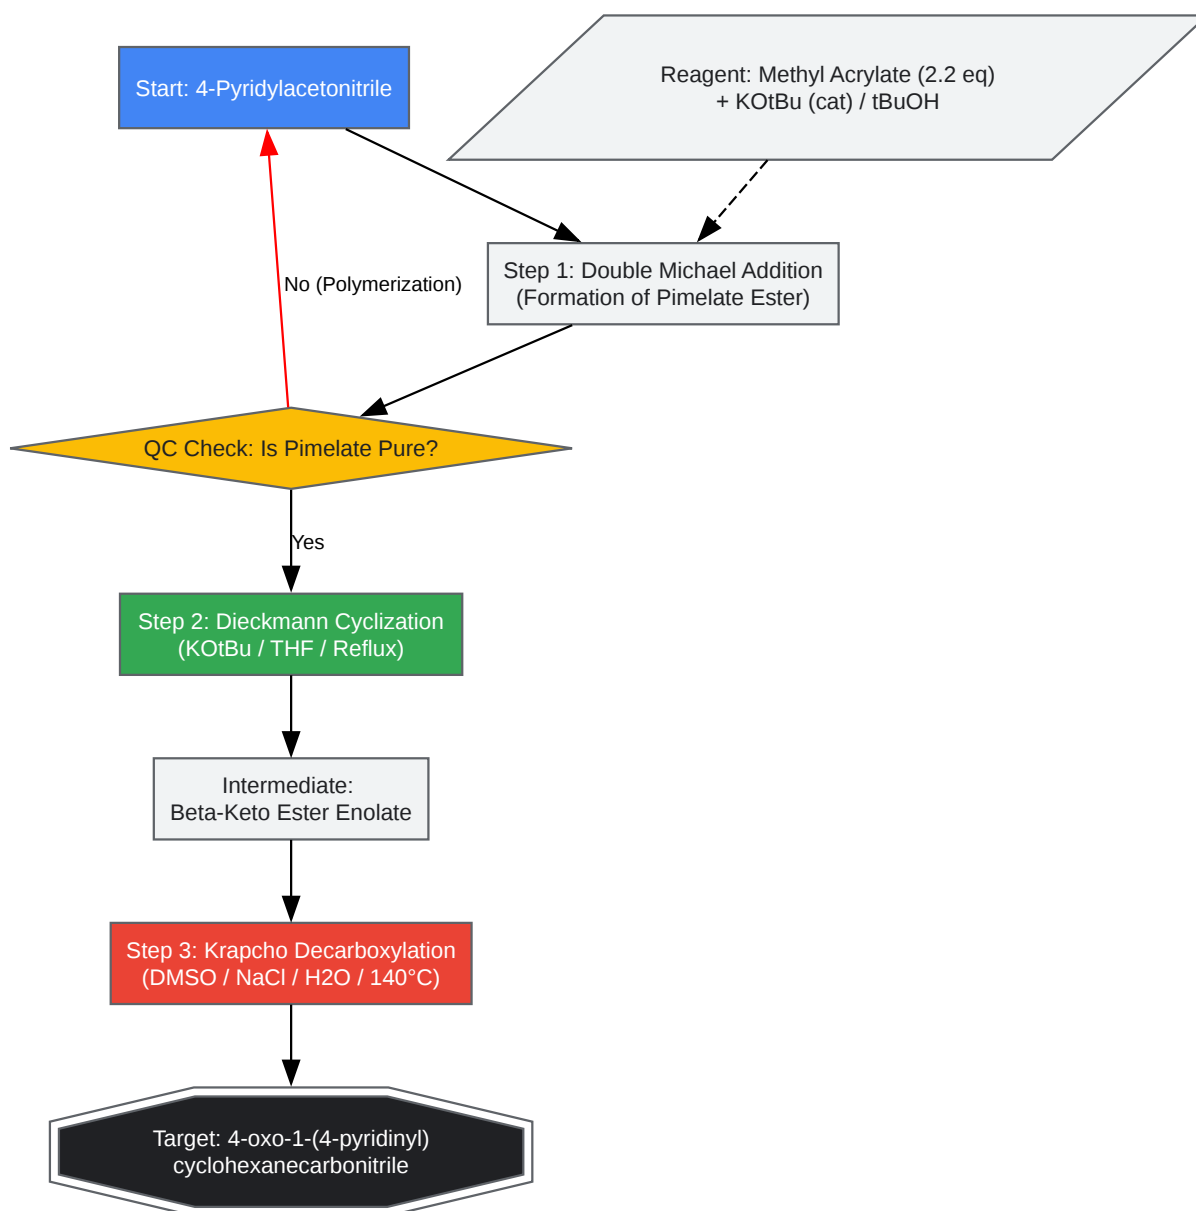 Start: 4-Pyridylacetonitrile
Reagent: Methyl Acrylate (2.2 eq)
+ KOtBu (cat) / tBuOH
Step 1: Double Michael Addition
(Formation of Pimelate Ester)
No (Polymerization)
QC Check: Is Pimelate Pure?
Yes
Step 2: Dieckmann Cyclization
(KOtBu / THF / Reflux)
Intermediate:
Beta-Keto Ester Enolate
Step 3: Krapcho Decarboxylation
(DMSO / NaCl / H2O / 140°C)
Target: 4-oxo-1-(4-pyridinyl)
cyclohexanecarbonitrile